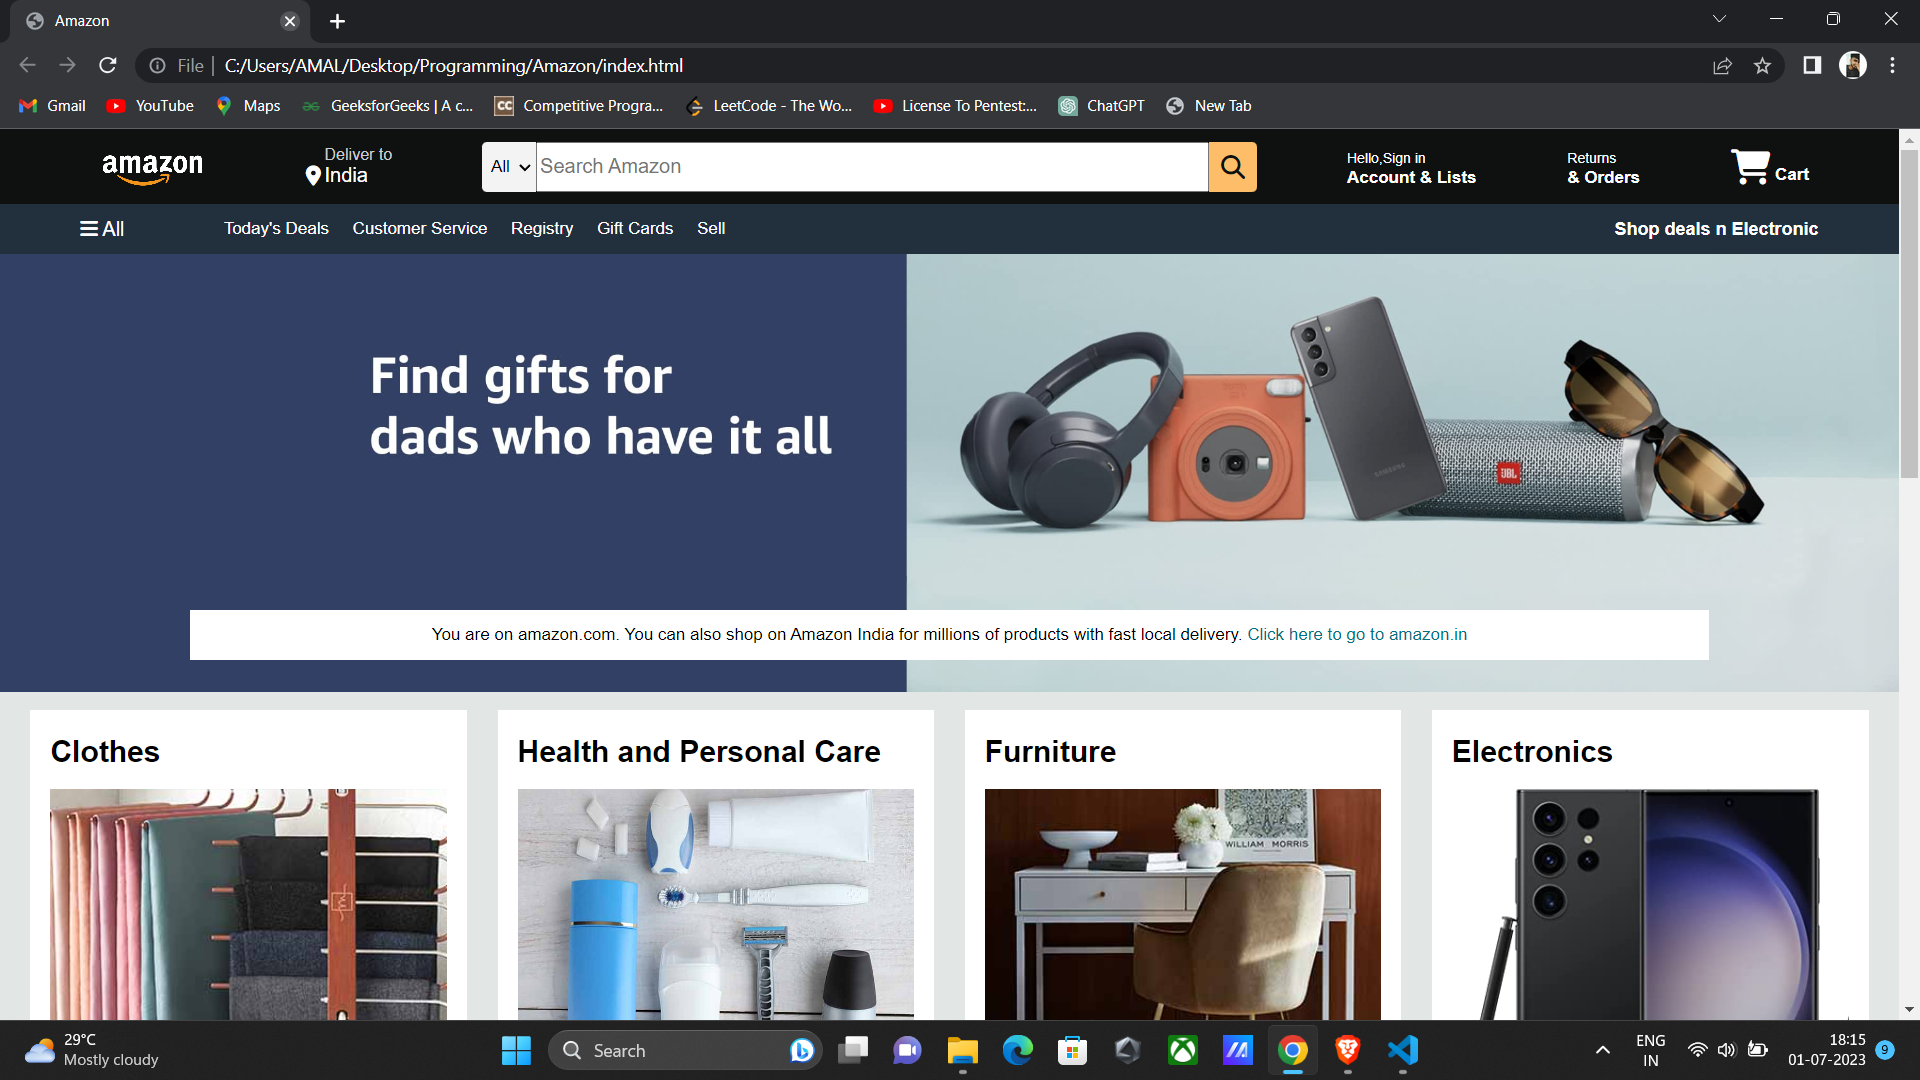 Amazon
File
C:/Users/AMAL/Desktop/Programming/Amazon/index.html
Gmail
YouTube
Maps
GeeksforGeeks | A c...
CC
Competitive Progra...
LeetCode - The Wo...
License To Pentest:...
ChatGPT
New Tab
amazon
Deliver to
India
All
Search Amazon
Hello,Sign in
Account & Lists
Returns
& Orders
Cart
All
Today's Deals
Customer Service
Registry
Gift Cards
Sell
Shop deals n Electronic
Find gifts for
dads who have it all
SAMSUNG
JBL
You are on amazon.com. You can also shop on Amazon India for millions of products with fast local delivery. Click here to go to amazon.in
Clothes
Health and Personal Care
Furniture
Electronics
WILLIAM MORRIS
29°C
Mostly cloudy
Search
ENG
IN
18:15
01-07-2023
9